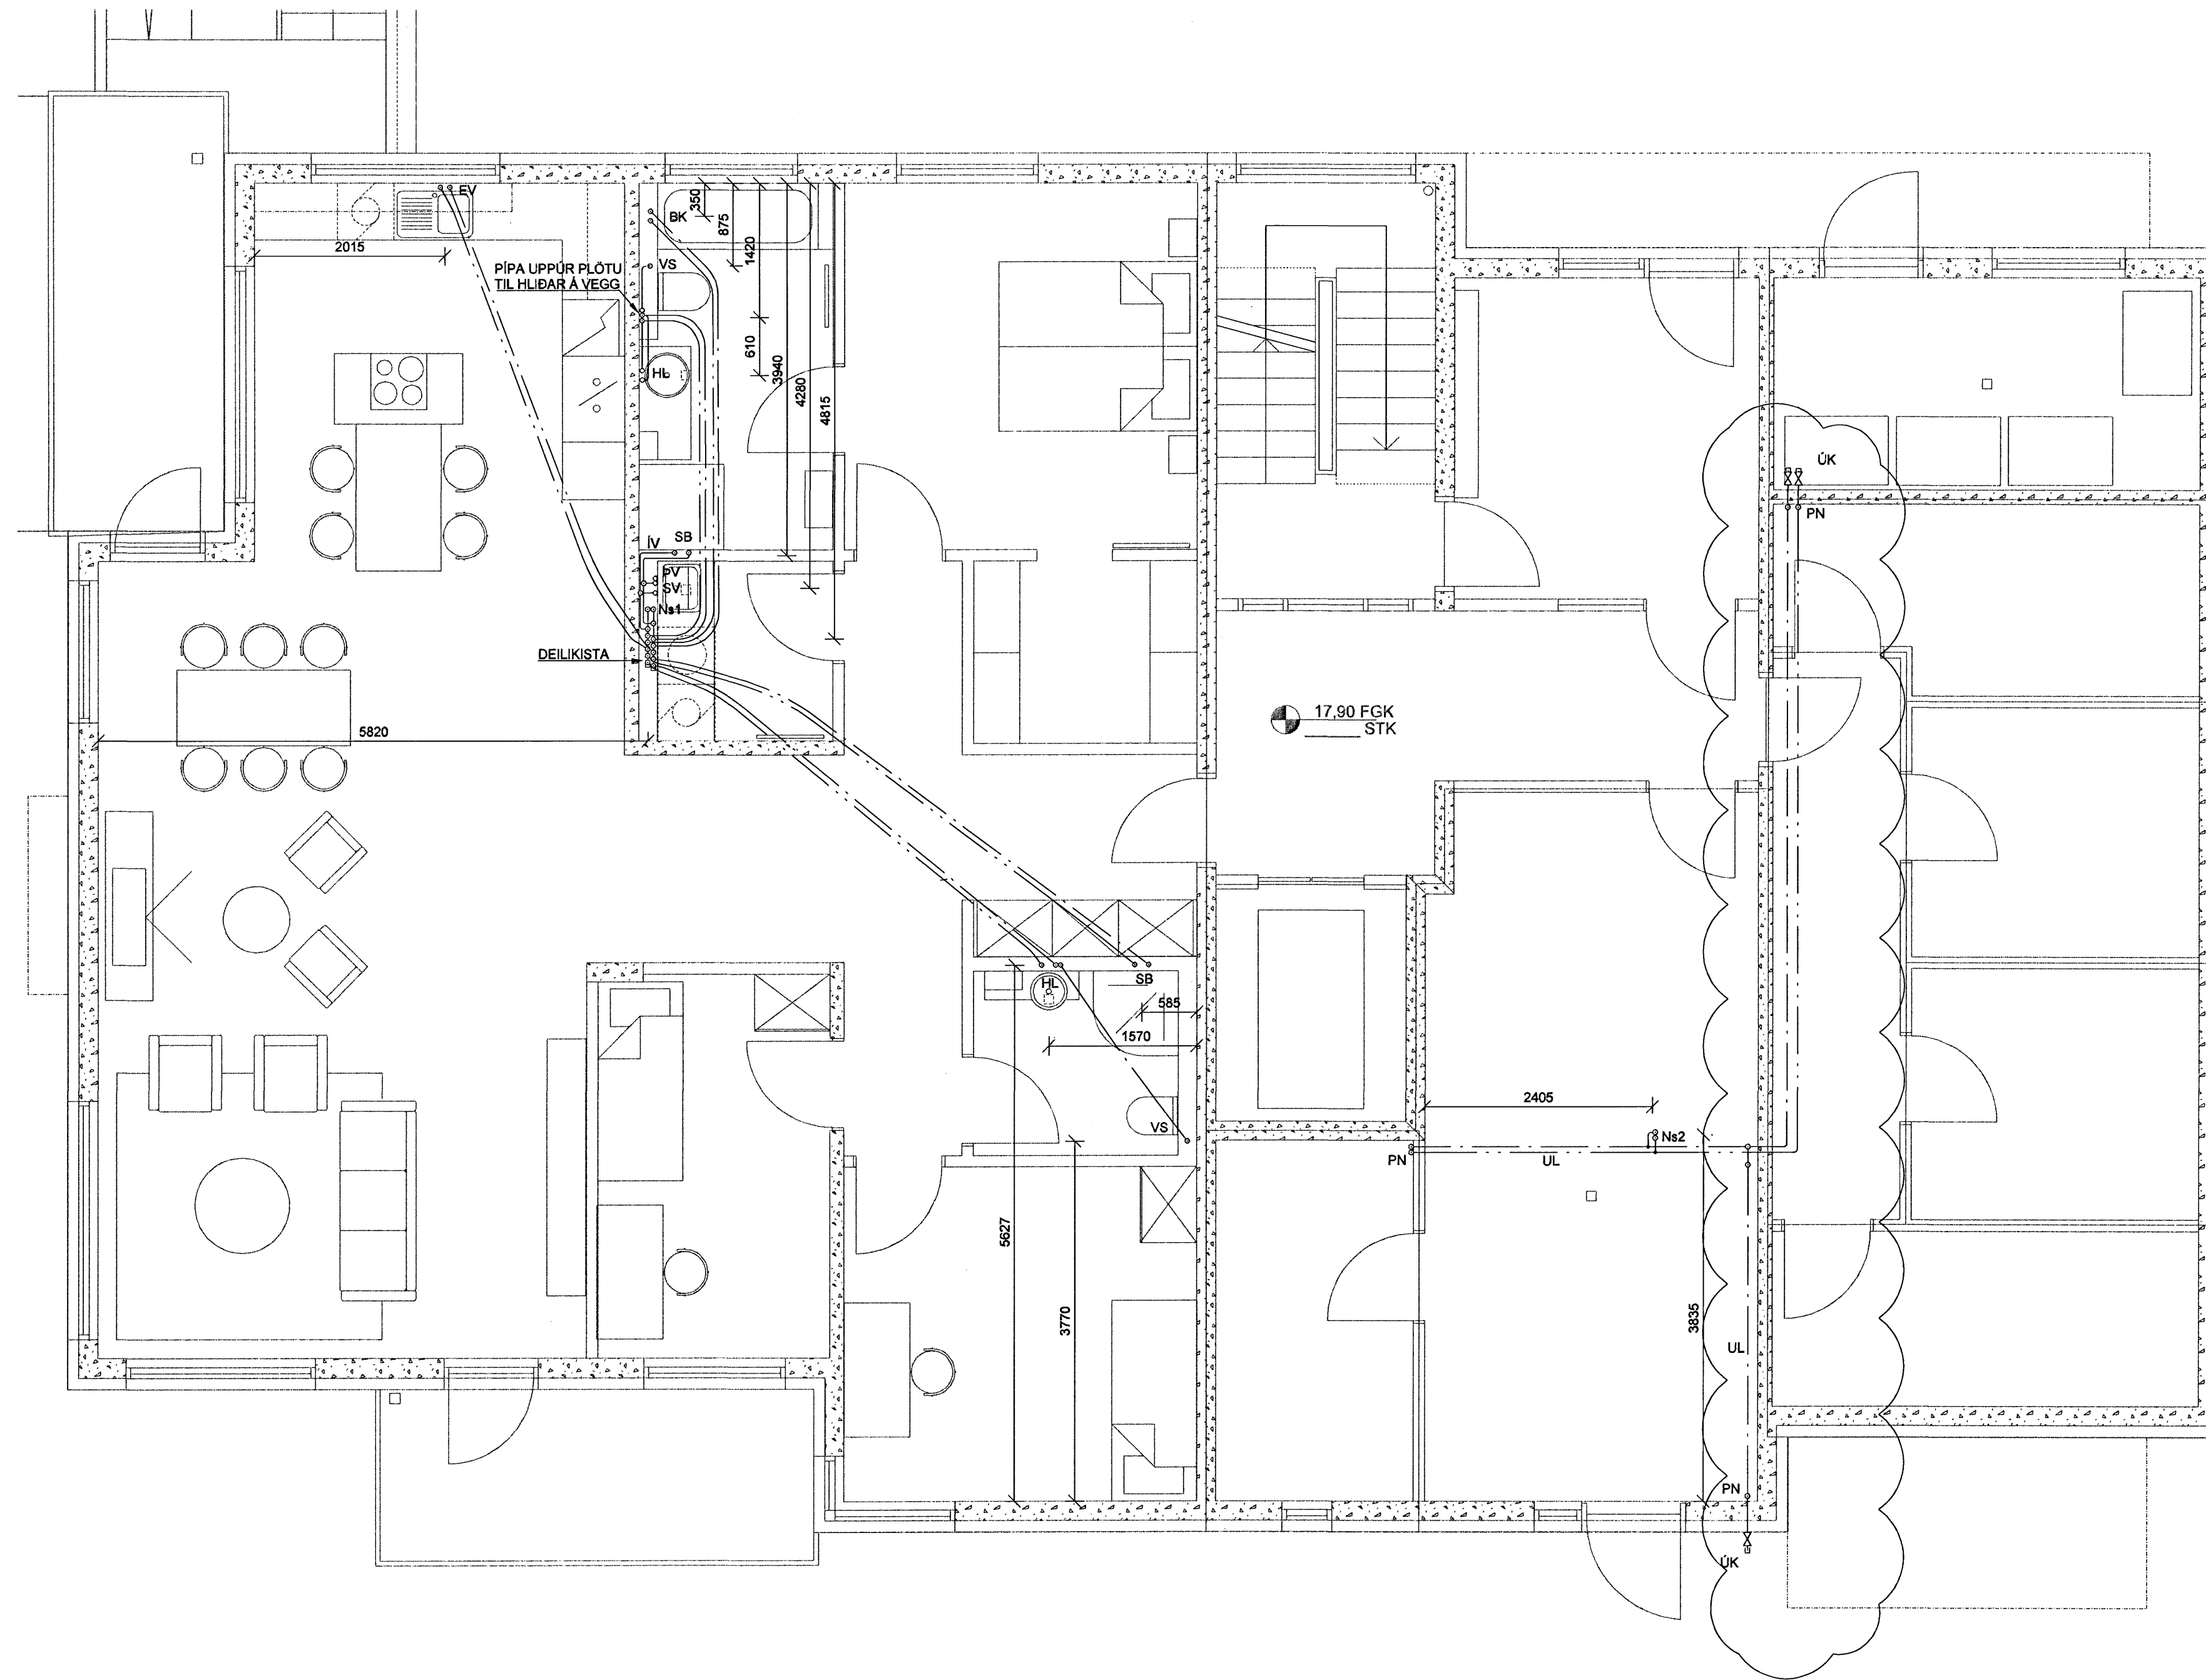 EV
2015
PÍPA UPPÚR PLÖTU
TIL HLIÐAR Á VEGG
BK
VS
HL
350
875
1420
610
3940
4280
4815
ÍV
SB
ÞV
SV
Ns1
DEILIKISTA
5820
17,90 FGK
STK
ÚK
PN
HL
SB
585
1570
VS
5627
3770
2405
Ns2
PN
UL
3835
UL
PN
ÚK